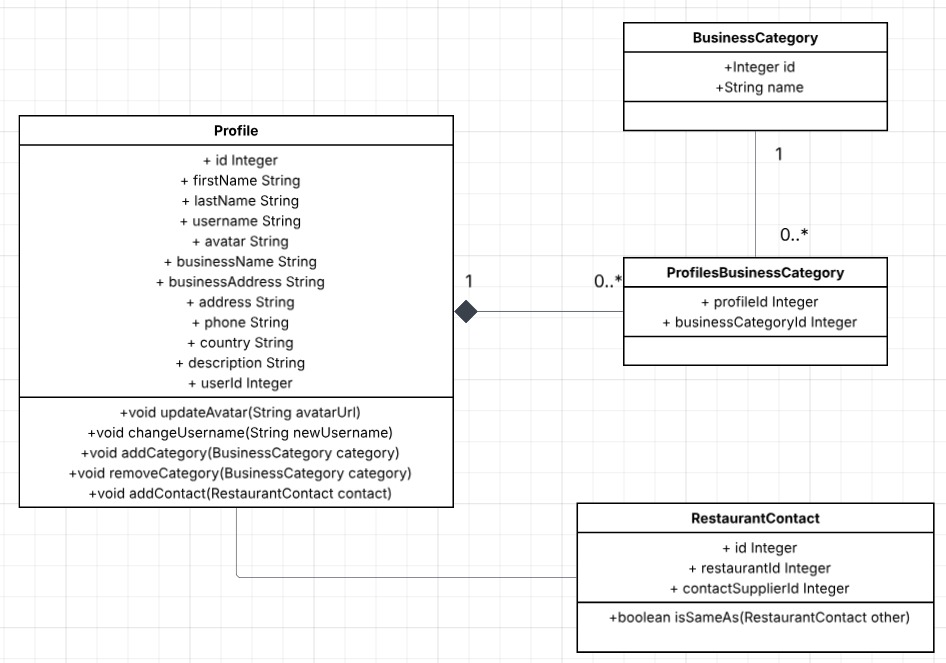 BusinessCategory
+Integer id
+String name
1
0..*
Profile
+ id Integer
+ firstName String
+ lastName String
+ username String
+ avatar String
+ businessName String
+ businessAddress String
+ address String
+ phone String
+ country String
+ description String
+ userId Integer
+void updateAvatar(String avatarUrl)
+void changeUsername(String newUsername)
+void addCategory(BusinessCategory category)
+void removeCategory(BusinessCategory category)
+void addContact(RestaurantContact contact)
1
0..*
ProfilesBusinessCategory
+ profileId Integer
+ businessCategoryId Integer
RestaurantContact
+ id Integer
+ restaurantId Integer
+ contactSupplierId Integer
+boolean isSameAs(RestaurantContact other)